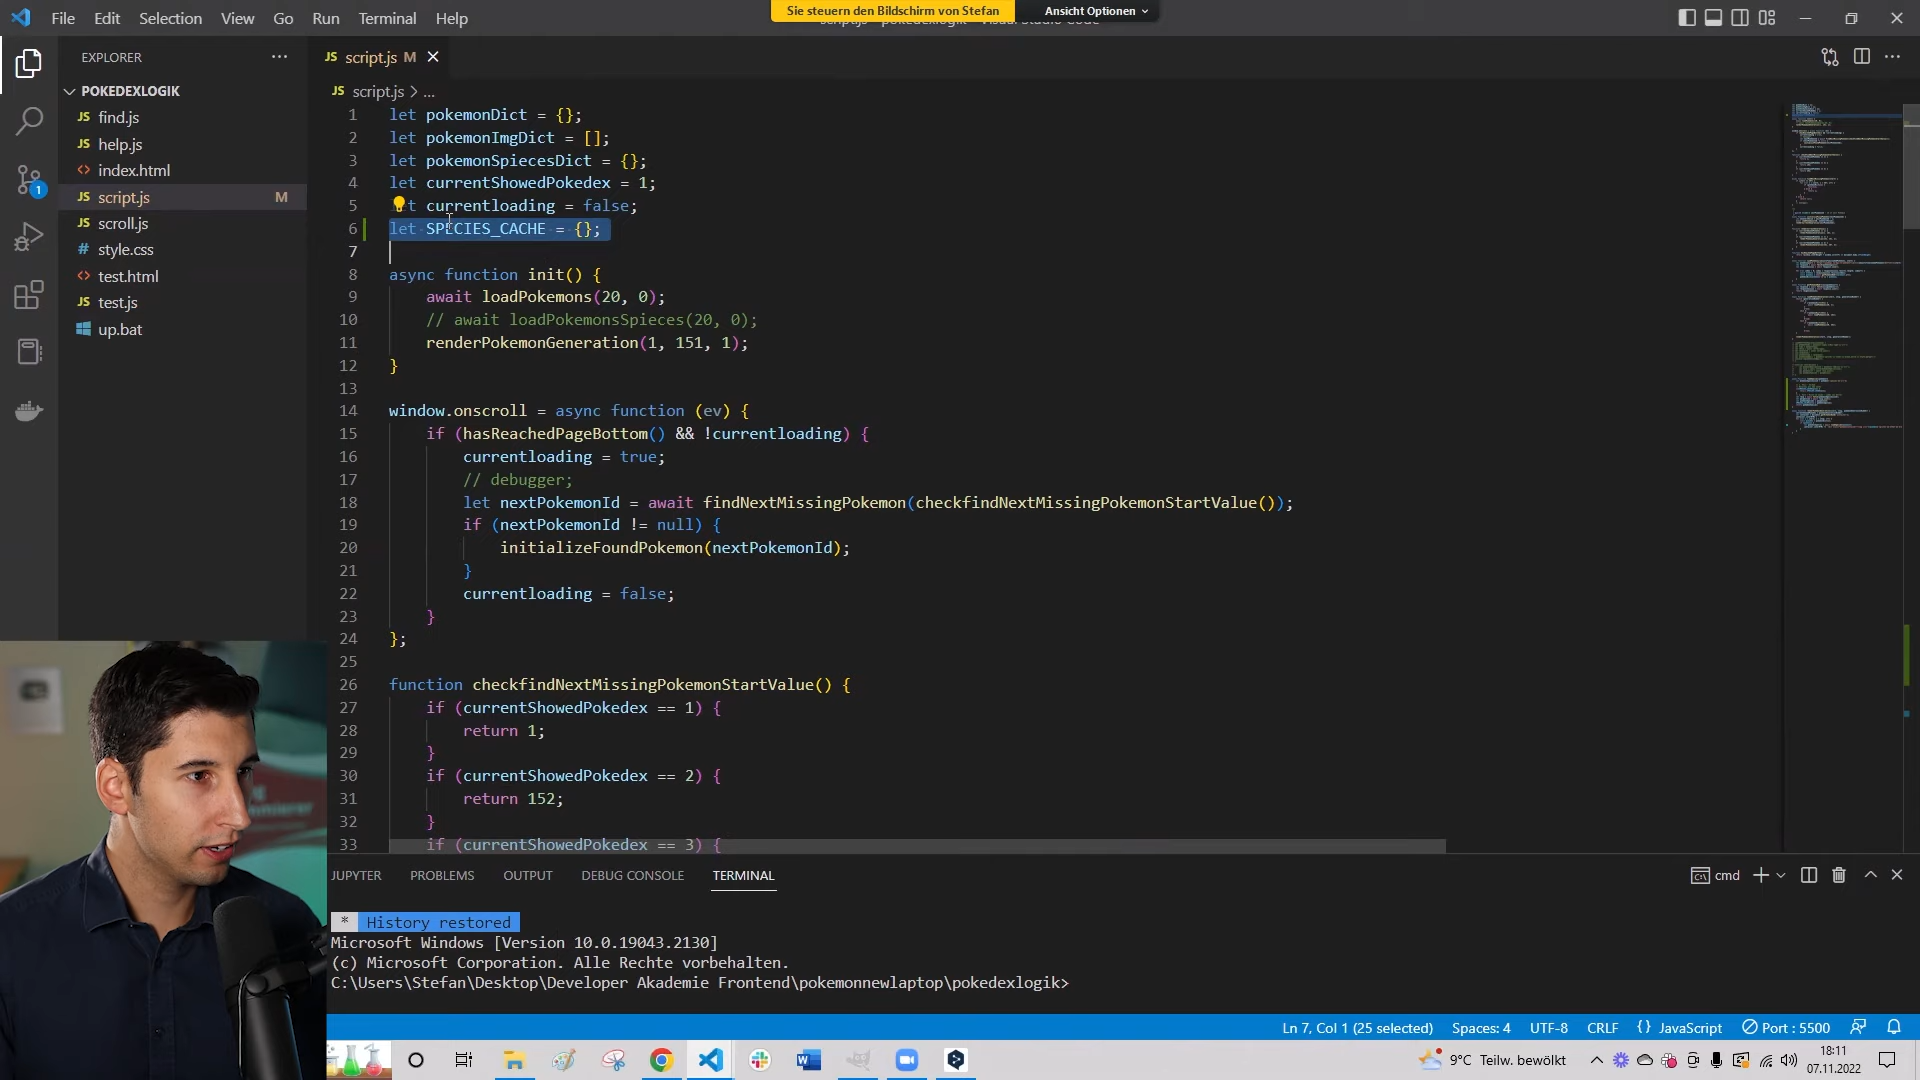 File Edit Selection View Go Run Terminal Help
Sie steuern den Bildschirm von Stefan
Ansicht Optionen
EXPLORER
POKEDEXLOGIK
JS find.js
JS help.js
<> index.html
JS script.js M
JS scroll.js
# style.css
<> test.html
JS test.js
up.bat
1
JS script.js M
JS script.js > ...
1 let pokemonDict = {};
2 let pokemonImgDict = [];
3 let pokemonSpiecesDict = {};
4 let currentShowedPokedex = 1;
5 t currentloading = false;
6 let SPECIES_CACHE = {};
7
8 async function init() {
9 await loadPokemons(20, 0);
10 // await loadPokemonsSpieces(20, 0);
11 renderPokemonGeneration(1, 151, 1);
12 }
13
14 window.onscroll = async function (ev) {
15 if (hasReachedPageBottom() && !currentloading) {
16 currentloading = true;
17 // debugger;
18 let nextPokemonId = await findNextMissingPokemon(checkfindNextMissingPokemonStartValue());
19 if (nextPokemonId != null) {
20 initializeFoundPokemon(nextPokemonId);
21 }
22 currentloading = false;
23 }
24 };
25
26 function checkfindNextMissingPokemonStartValue() {
27 if (currentShowedPokedex == 1) {
28 return 1;
29 }
30 if (currentShowedPokedex == 2) {
31 return 152;
32 }
33 if (currentShowedPokedex == 3) {
JUPYTER PROBLEMS OUTPUT DEBUG CONSOLE TERMINAL
cmd
* History restored
Microsoft Windows [Version 10.0.19043.2130]
(c) Microsoft Corporation. Alle Rechte vorbehalten.
C:\Users\Stefan\Desktop\Developer Akademie Frontend\pokemonnewlaptop\pokedexlogik>
Ln 7, Col 1 (25 selected) Spaces: 4 UTF-8 CRLF {} JavaScript Port : 5500
9°C Teilw. bewölkt
18:11
07.11.2022